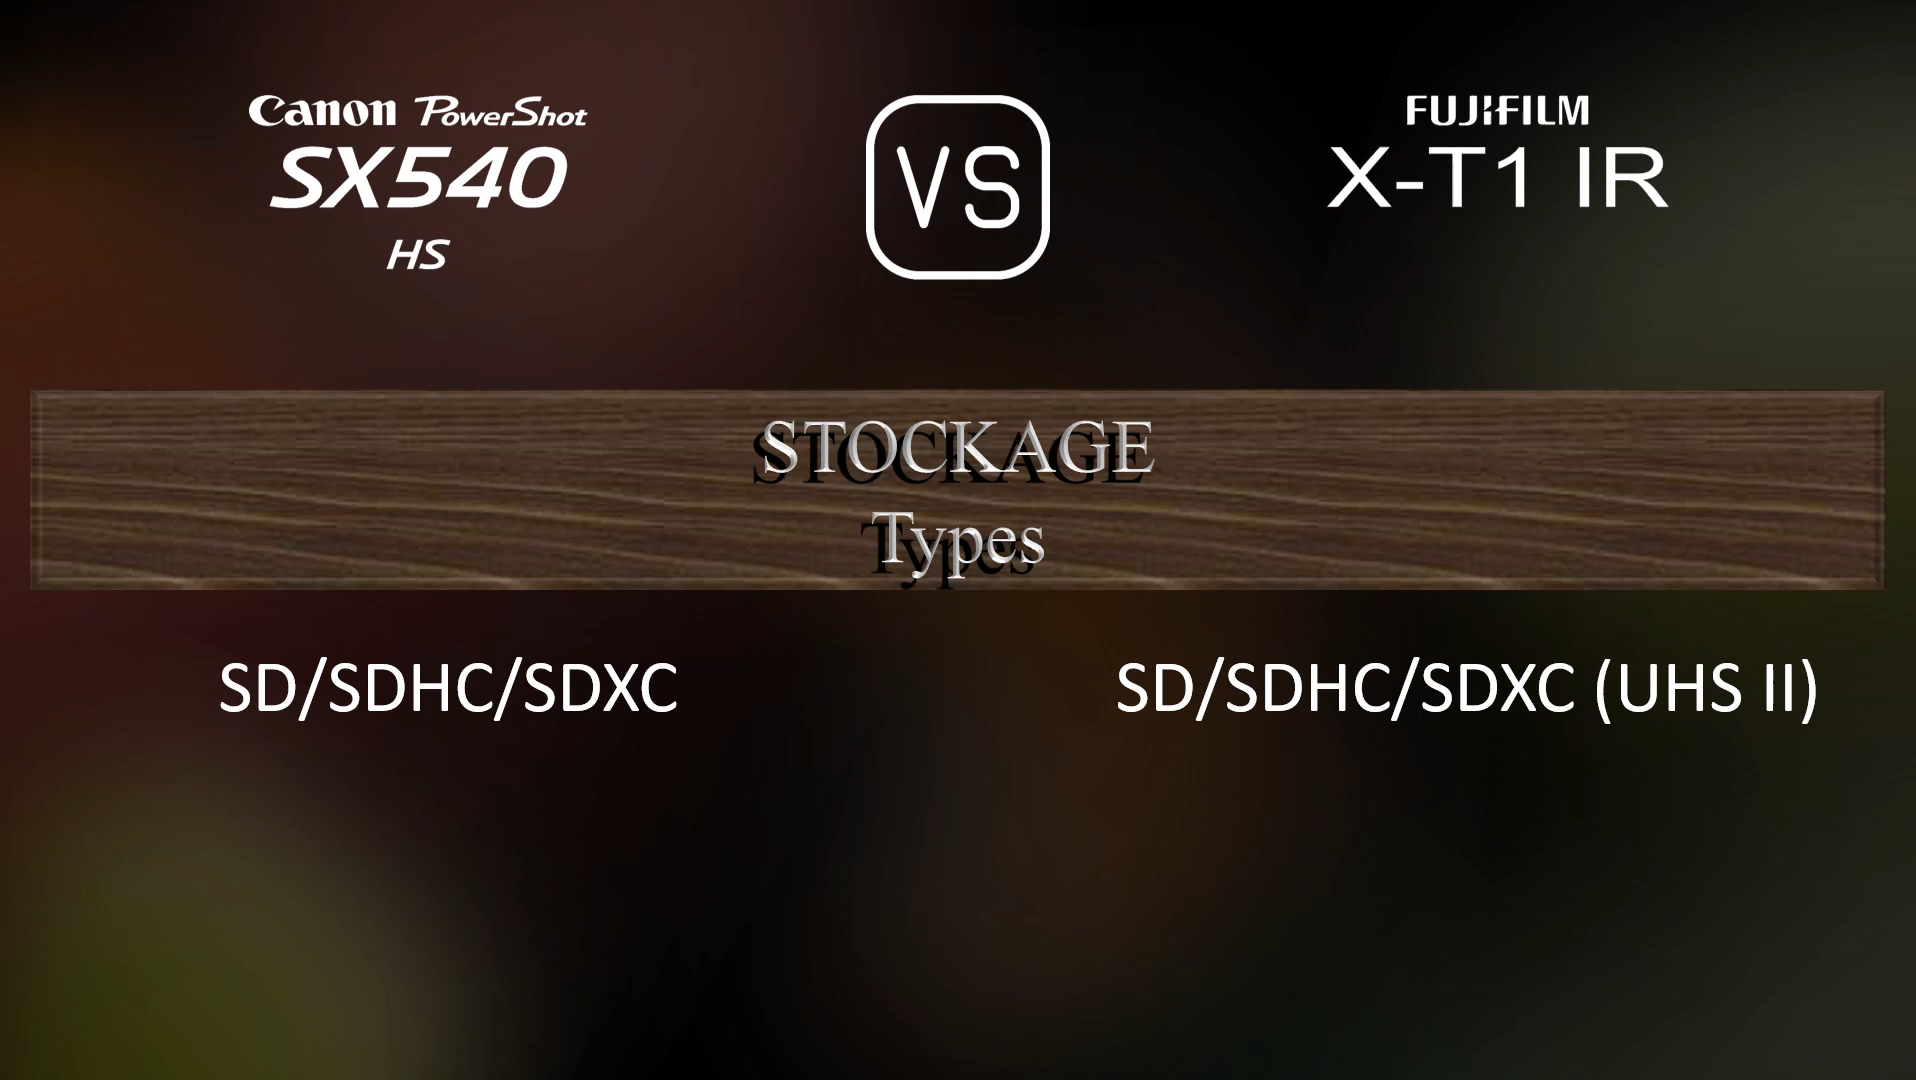 Canon PowerShot
SX540
HS
VS
FUJIFILM
X-T1 IR
STOCKAGE
Types
SD/SDHC/SDXC
SD/SDHC/SDXC (UHS II)